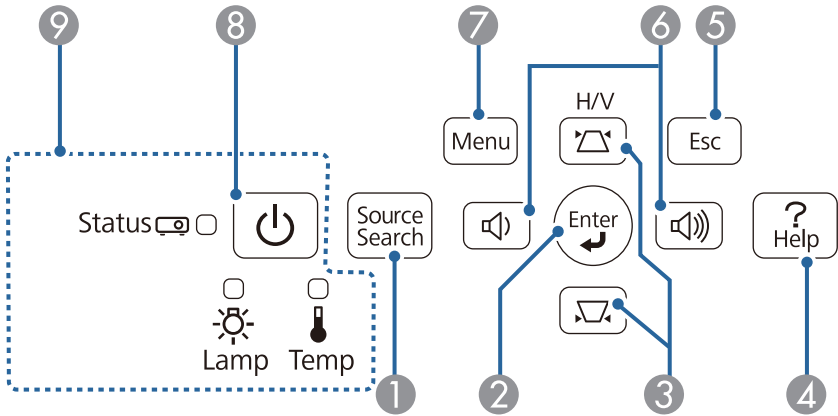 9
8
7
6
5
H/V
Menu
Esc
Status
Source
Search
Enter
?
Help
Lamp
Temp
1
2
3
4